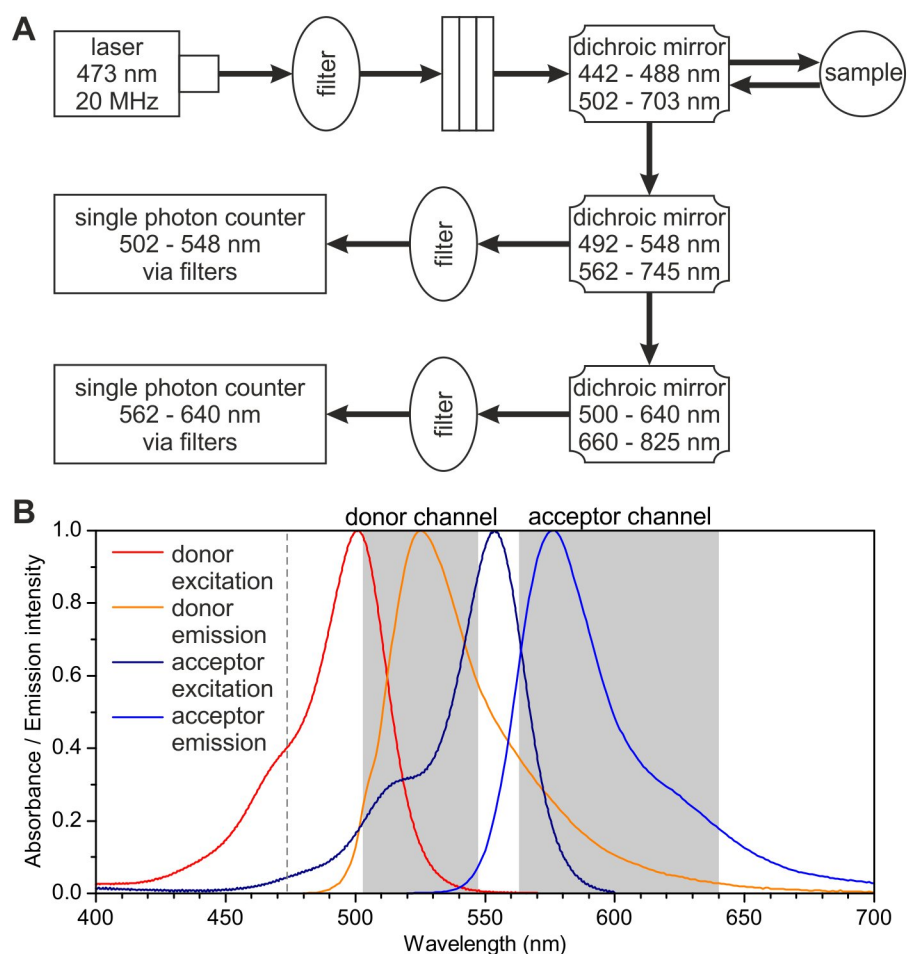 A
laser
473 nm
20 MHz
filter
dichroic mirror
442 - 488 nm
502 - 703 nm
sample
single photon counter
502 - 548 nm
via filters
filter
dichroic mirror
492 - 548 nm
562 - 745 nm
single photon counter
562 - 640 nm
via filters
filter
dichroic mirror
500 - 640 nm
660 - 825 nm
B
donor channel
acceptor channel
donor
excitation
donor
emission
acceptor
excitation
acceptor
emission
Absorbance / Emission intensity
1.0
0.8
0.6
0.4
0.2
0.0
400
450
500
550
600
650
700
Wavelength (nm)